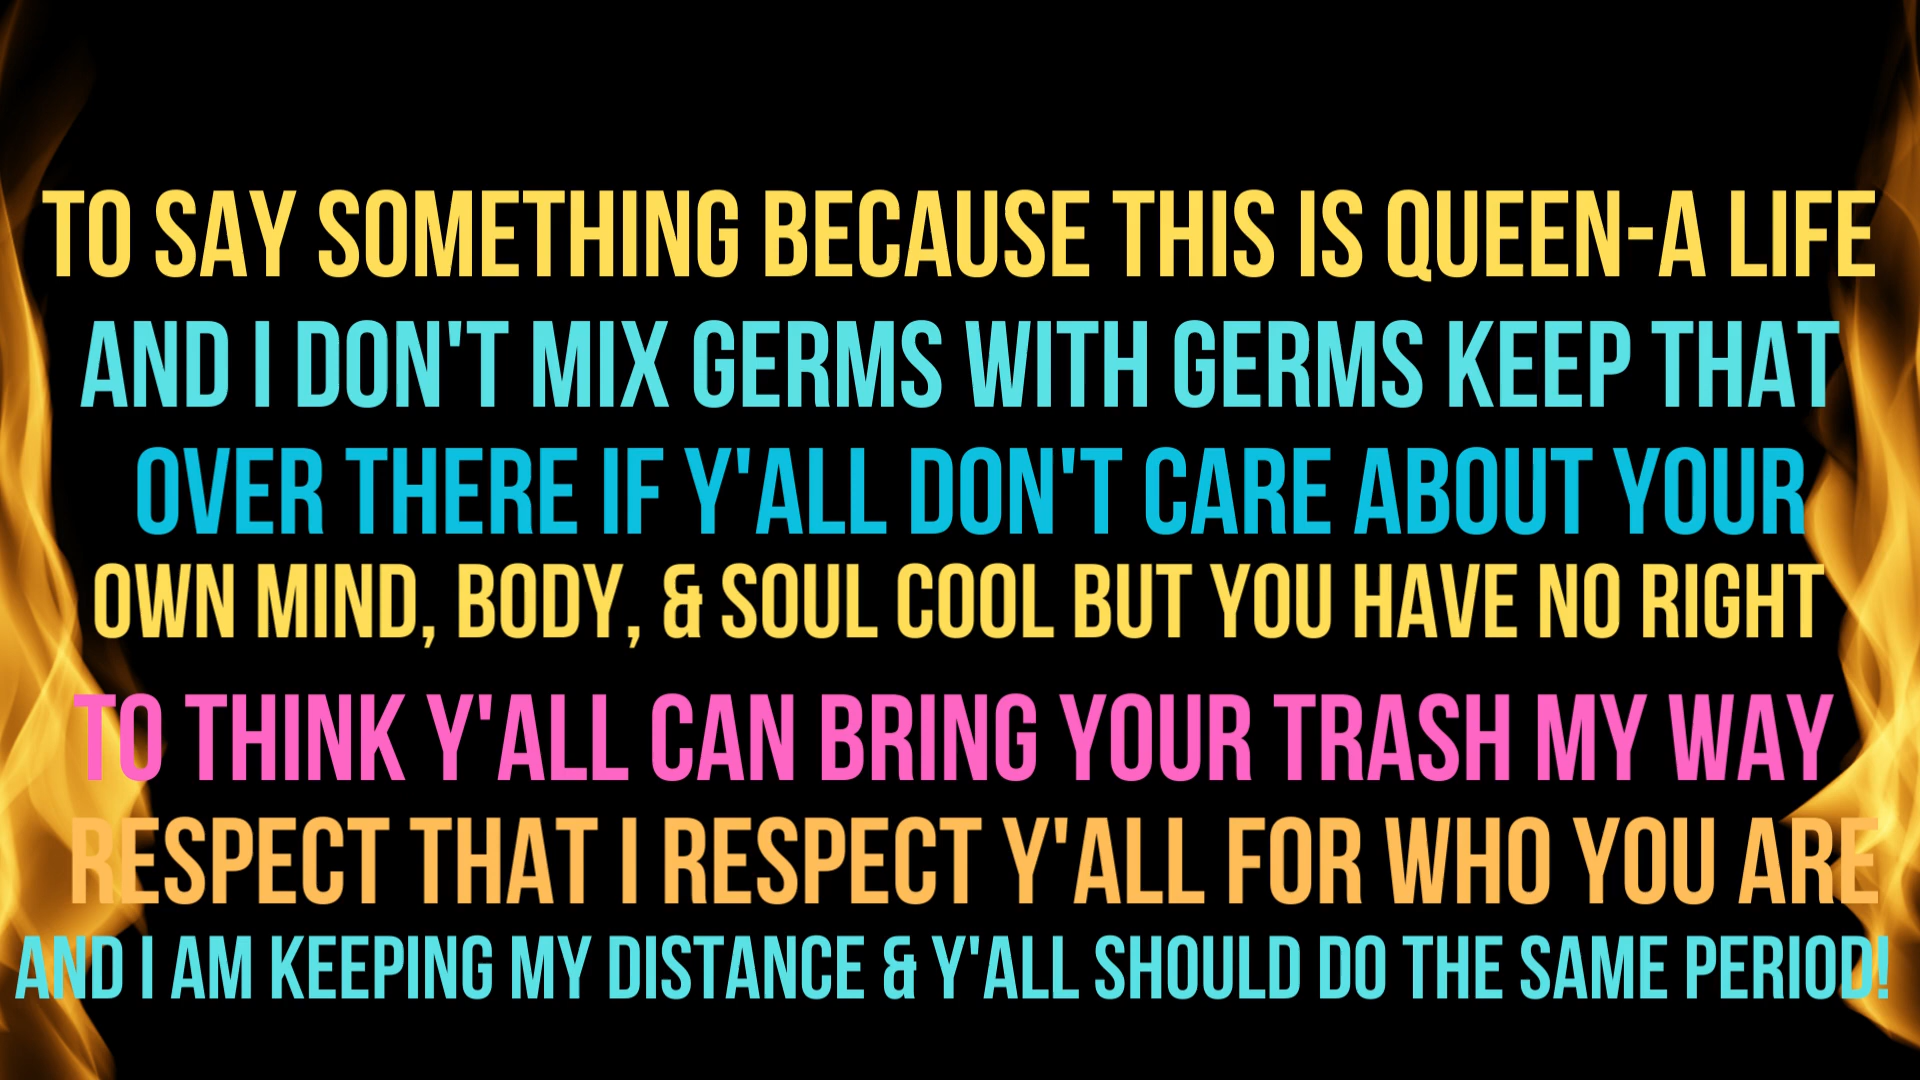 TO SAY SOMETHING BECAUSE THIS IS QUEEN-A LIFE
AND I DON'T MIX GERMS WITH GERMS KEEP THAT
OVER THERE IF Y'ALL DON'T CARE ABOUT YOUR
OWN MIND, BODY, & SOUL COOL BUT YOU HAVE NO RIGHT
TO THINK Y'ALL CAN BRING YOUR TRASH MY WAY
RESPECT THAT I RESPECT Y'ALL FOR WHO YOU ARE
AND I AM KEEPING MY DISTANCE & Y'ALL SHOULD DO THE SAME PERIOD!